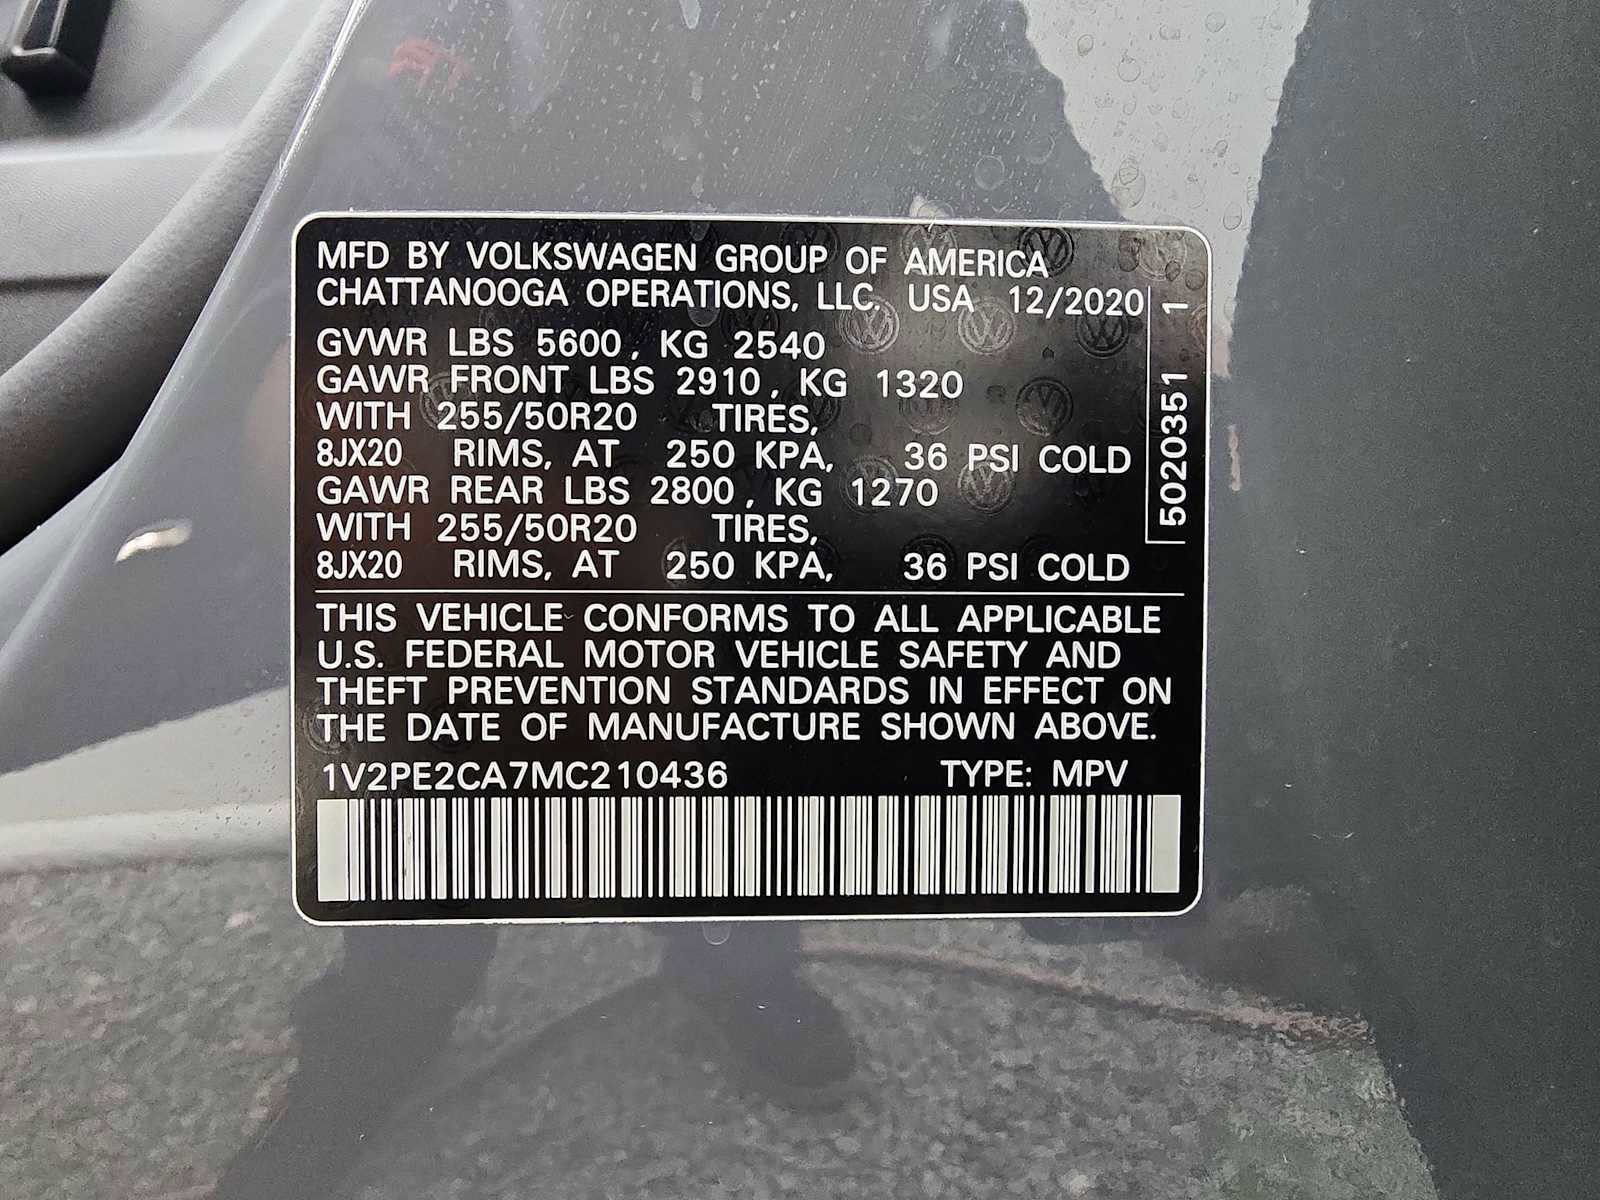 MFD BY VOLKSWAGEN GROUP OF AMERICA
CHATTANOOGA OPERATIONS, LLC. USA 12/2020
GVWR LBS 5600, KG 2540
GAWR FRONT LBS 2910, KG 1320
WITH 255/50R20 TIRES,
8JX20 RIMS, AT 250 KPA, 36 PSI COLD
GAWR REAR LBS 2800, KG 1270
WITH 255/50R20 TIRES,
8JX20 RIMS, AT 250 KPA, 36 PSI COLD
5020351 1
THIS VEHICLE CONFORMS TO ALL APPLICABLE
U.S. FEDERAL MOTOR VEHICLE SAFETY AND
THEFT PREVENTION STANDARDS IN EFFECT ON
THE DATE OF MANUFACTURE SHOWN ABOVE.
1V2PE2CA7MC210436 TYPE: MPV